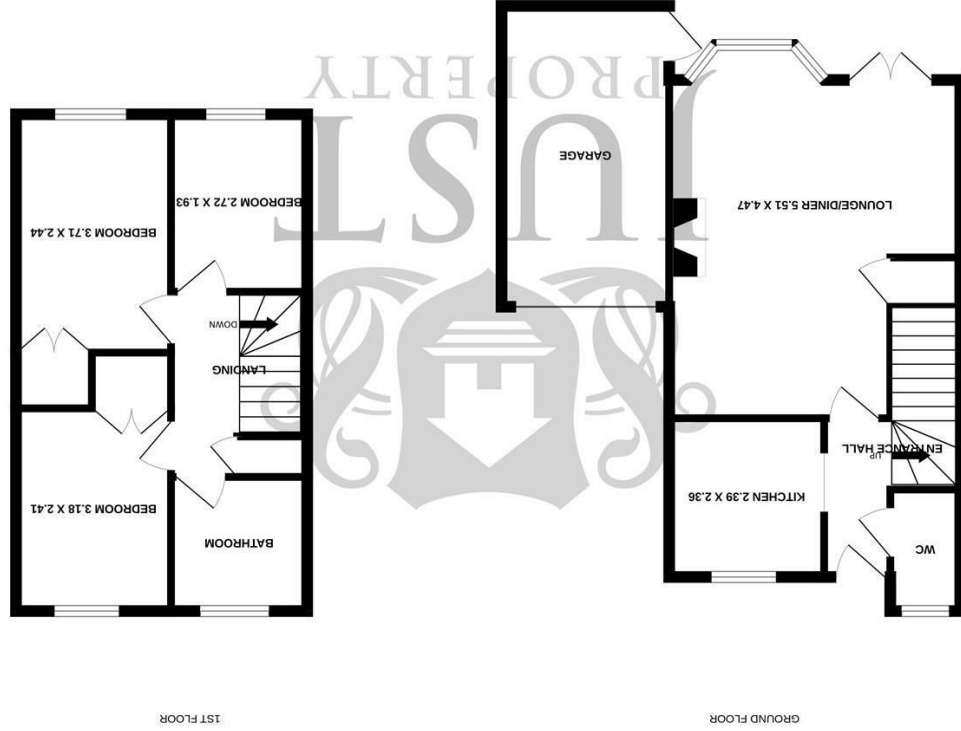 GROUND FLOOR
1ST FLOOR
WC
KITCHEN 2.39 X 2.36
UP
ENTRANCE HALL
LOUNGE/DINER 5.51 X 4.47
GARAGE
BATHROOM
BEDROOM 3.18 X 2.41
LANDING
DOWN
BEDROOM 3.71 X 2.44
BEDROOM 2.72 X 1.93
JUST
PROPERTY